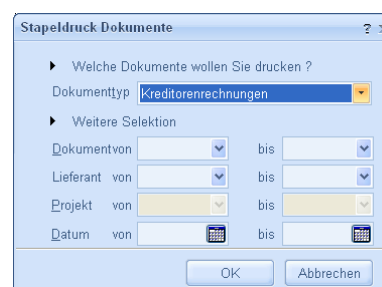 Stapeldruck Dokumente ?
Welche Dokumente wollen Sie drucken ?
Dokumenttyp Kreditorenrechnungen
Weitere Selektion
Dokument von bis
Lieferant von bis
Projekt von bis
Datum von bis
OK Abbrechen